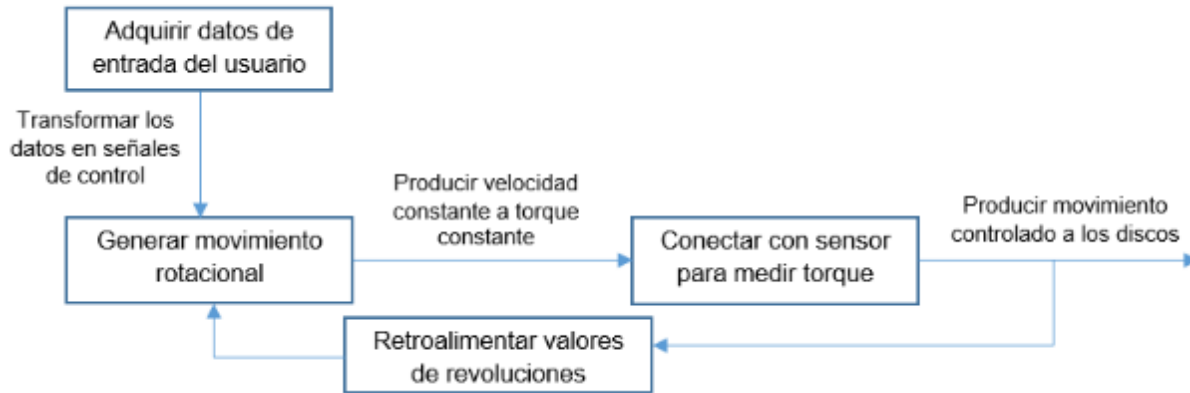 Adquirir datos de
entrada del usuario
Transformar los
datos en señales
de control
Generar movimiento
rotacional
Producir velocidad
constante a torque
constante
Conectar con sensor
para medir torque
Producir movimiento
controlado a los discos
Retroalimentar valores
de revoluciones